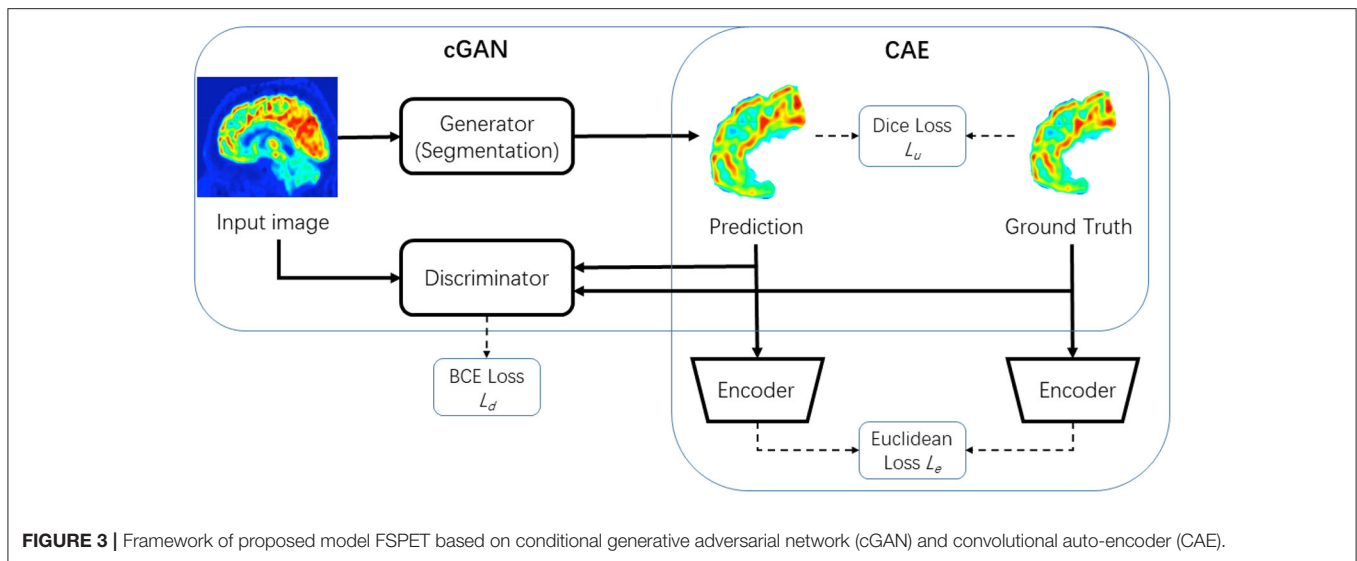 cGAN
CAE
Generator
(Segmentation)
Dice Loss
Lu
Input image
Prediction
Ground Truth
Discriminator
BCE Loss
Ld
Encoder
Encoder
Euclidean
Loss Le
FIGURE 3 | Framework of proposed model FSPET based on conditional generative adversarial network (cGAN) and convolutional auto-encoder (CAE).